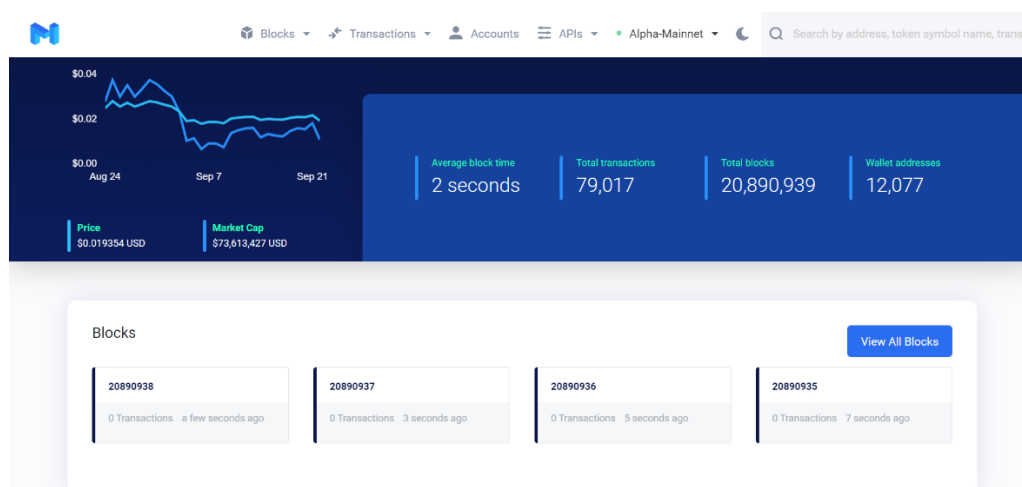 Blocks Transactions Accounts APIs Alpha-Mainnet Search by address, token symbol name, trans
$0.04
$0.02
$0.00
Aug 24 Sep 7 Sep 21
Average block time Total transactions Total blocks Wallet addresses
2 seconds 79,017 20,890,939 12,077
Price Market Cap
$0.019354 USD $73,613,427 USD
Blocks
View All Blocks
20890938 20890937 20890936 20890935
0 Transactions a few seconds ago 0 Transactions 3 seconds ago 0 Transactions 5 seconds ago 0 Transactions 7 seconds ago